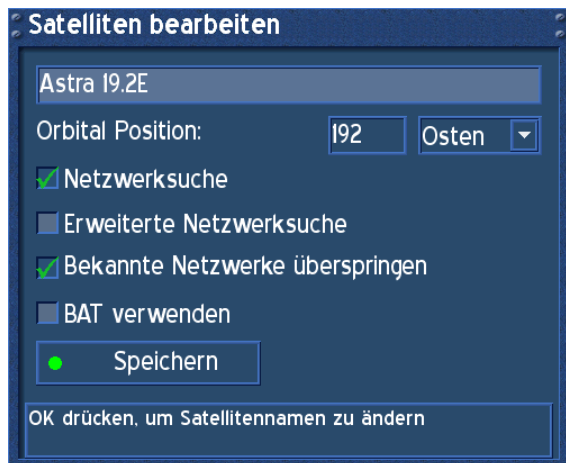 Satelliten bearbeiten
Astra 19.2E
Orbital Position: 192 Osten
Netzwerksuche
Erweiterte Netzwerksuche
Bekannte Netzwerke überspringen
BAT verwenden
Speichern
OK drücken, um Satellitennamen zu ändern